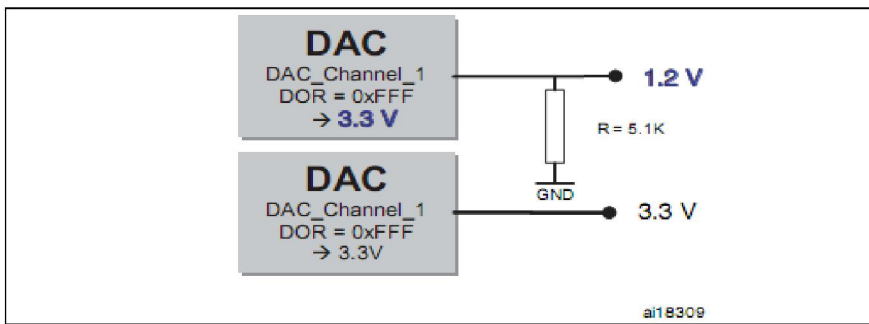 DAC
DAC_Channel_1
DOR = 0xFFF
→ 3.3 V
1.2 V
R = 5.1K
GND
DAC
DAC_Channel_1
DOR = 0xFFF
→ 3.3V
3.3 V
ai18309